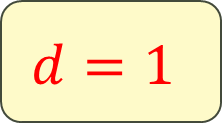 d = 1